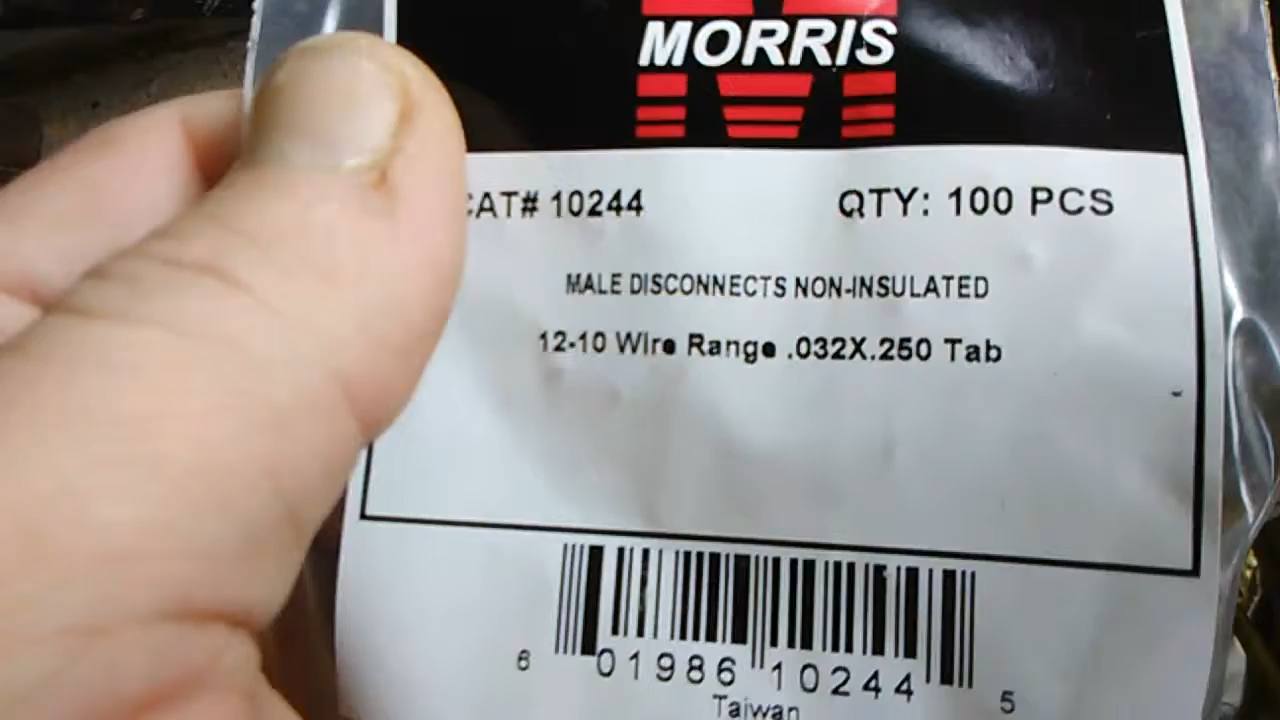 MORRIS
CAT# 10244
QTY: 100 PCS
MALE DISCONNECTS NON-INSULATED
12-10 Wire Range .032X.250 Tab
6 01986 10244 5
Taiwan